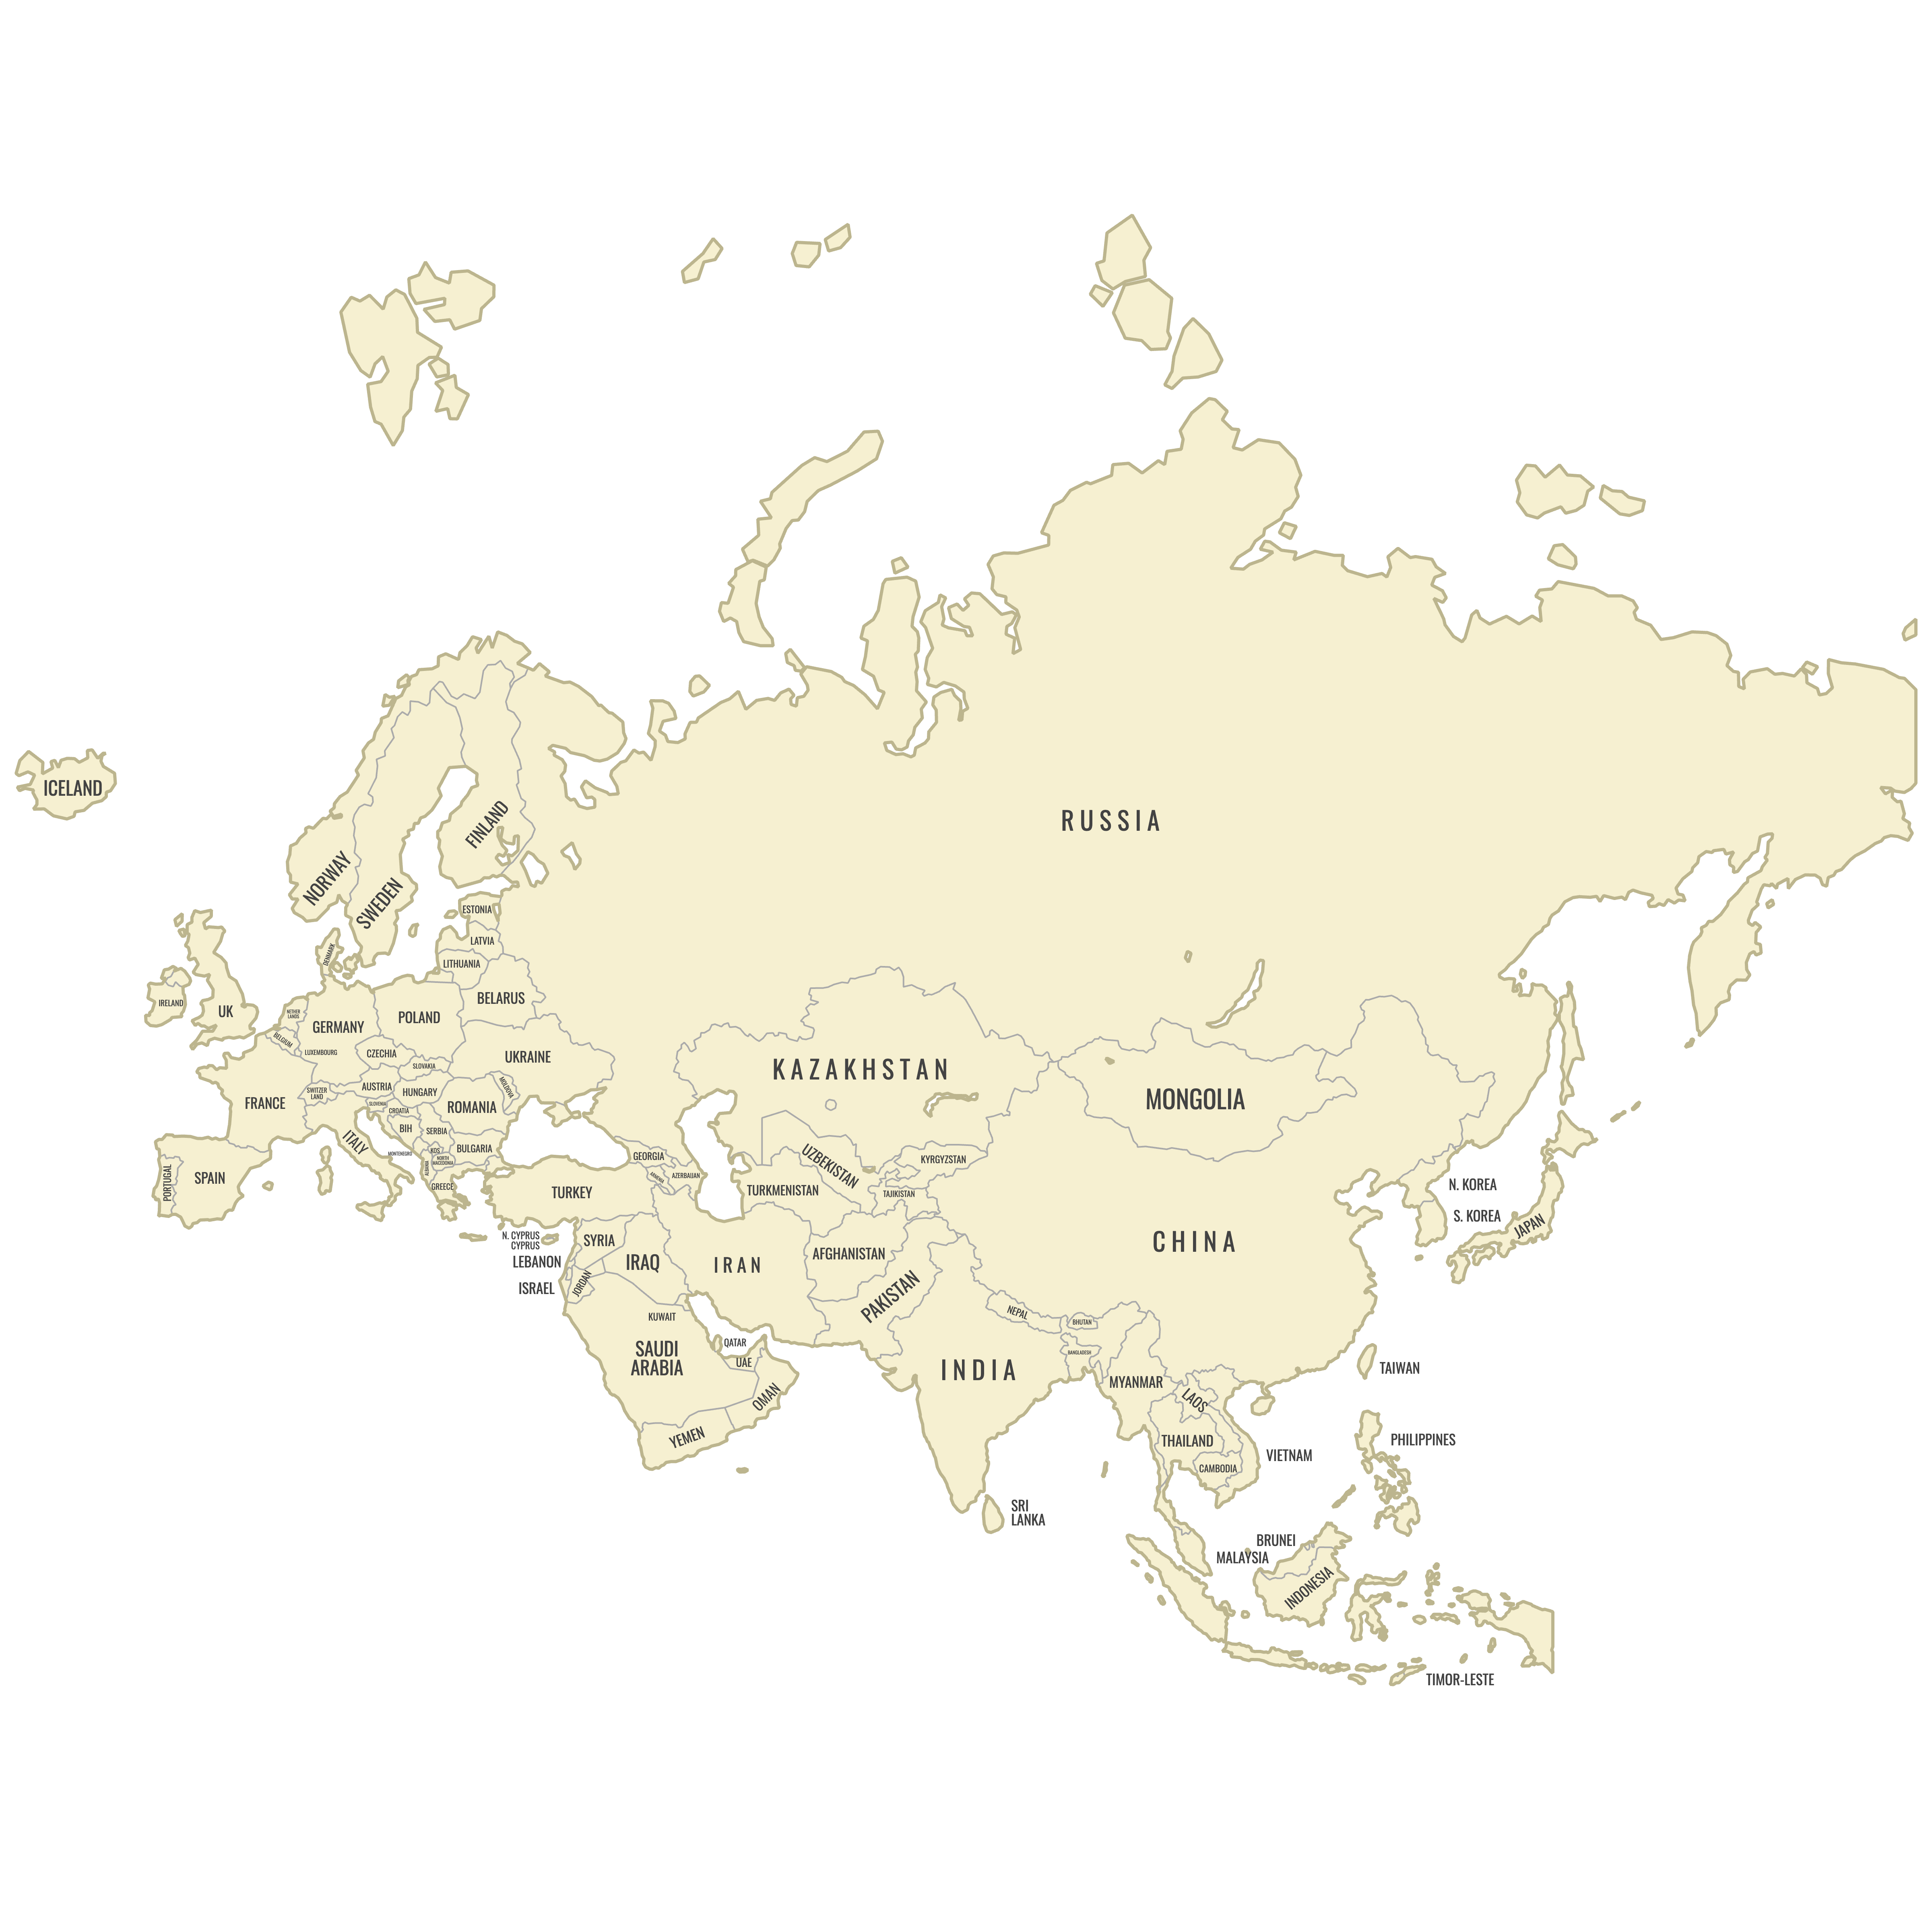 ICELAND
RUSSIA
FINLAND
NORWAY
SWEDEN
ESTONIA
LATVIA
LITHUANIA
DENMARK
BELARUS
IRELAND
UK
NETHER
LANDS
GERMANY
POLAND
BELGIUM
LUXEMBOURG
CZECHIA
SLOVAKIA
UKRAINE
KAZAKHSTAN
MONGOLIA
FRANCE
SWITZER
LAND
AUSTRIA
HUNGARY
MOLDOVA
SLOVENIA
CROATIA
ROMANIA
ITALY
BIH
SERBIA
MONTENEGRO
KOS
BULGARIA
NORTH
MACEDONIA
ALBANIA
GREECE
PORTUGAL
SPAIN
GEORGIA
ARMENIA
AZERBAIJAN
TURKEY
UZBEKISTAN
KYRGYZSTAN
TURKMENISTAN
TAJIKISTAN
N. KOREA
S. KOREA
JAPAN
N. CYPRUS
CYPRUS
SYRIA
LEBANON
IRAQ
IRAN
AFGHANISTAN
CHINA
ISRAEL
JORDAN
PAKISTAN
KUWAIT
NEPAL
BHUTAN
QATAR
SAUDI
ARABIA
UAE
BANGLADESH
INDIA
OMAN
YEMEN
MYANMAR
LAOS
TAIWAN
THAILAND
PHILIPPINES
VIETNAM
CAMBODIA
SRI
LANKA
BRUNEI
MALAYSIA
INDONESIA
TIMOR-LESTE